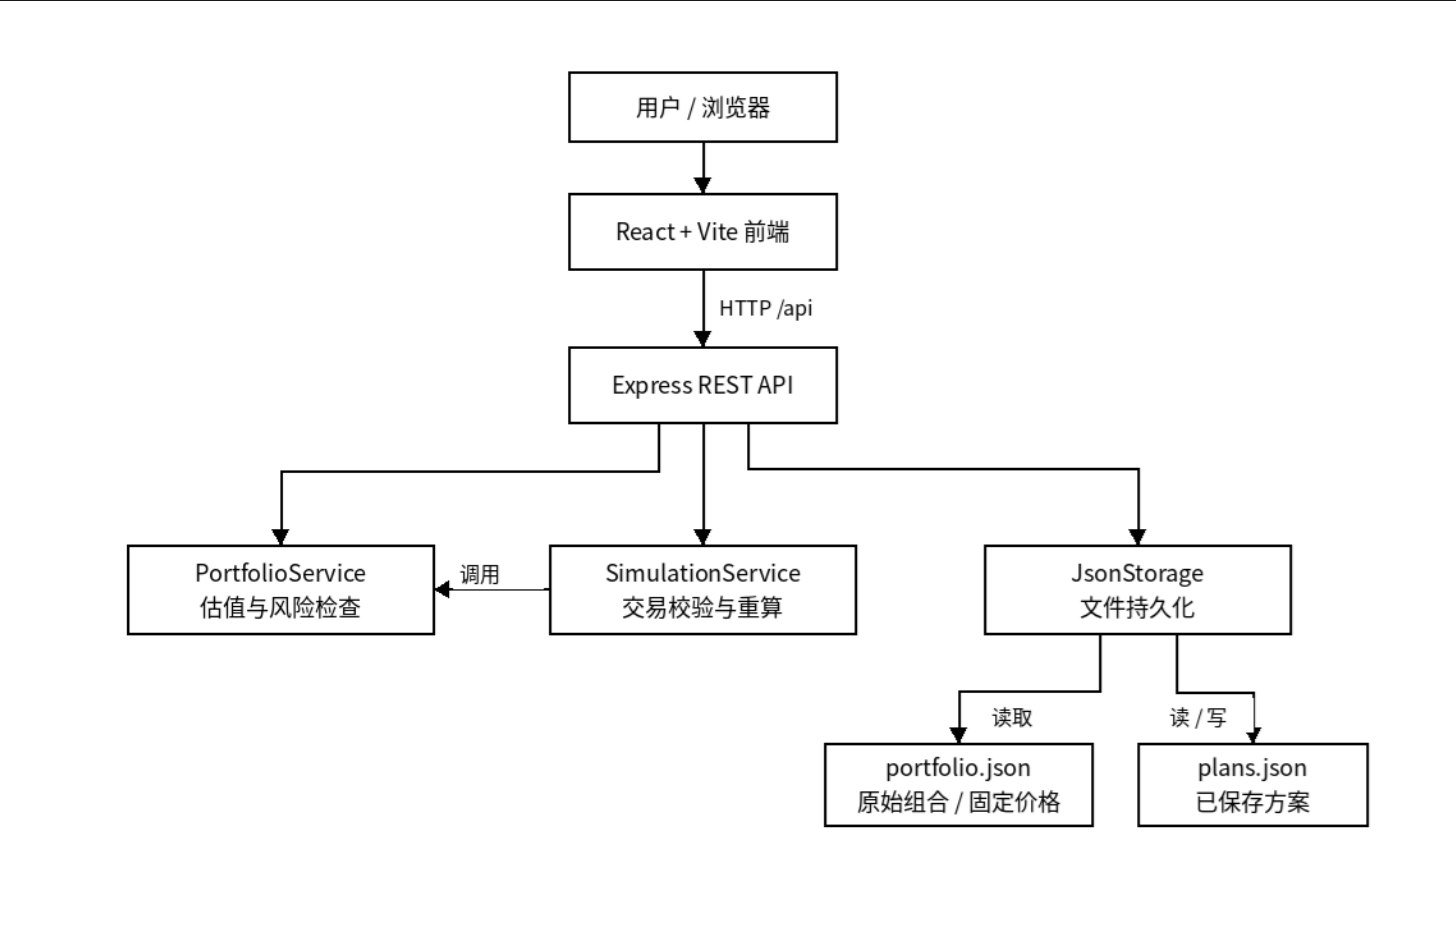 用户 / 浏览器
React + Vite 前端
HTTP /api
Express REST API
PortfolioService
估值与风险检查
调用
SimulationService
交易校验与重算
JsonStorage
文件持久化
读取
读 / 写
portfolio.json
原始组合 / 固定价格
plans.json
已保存方案